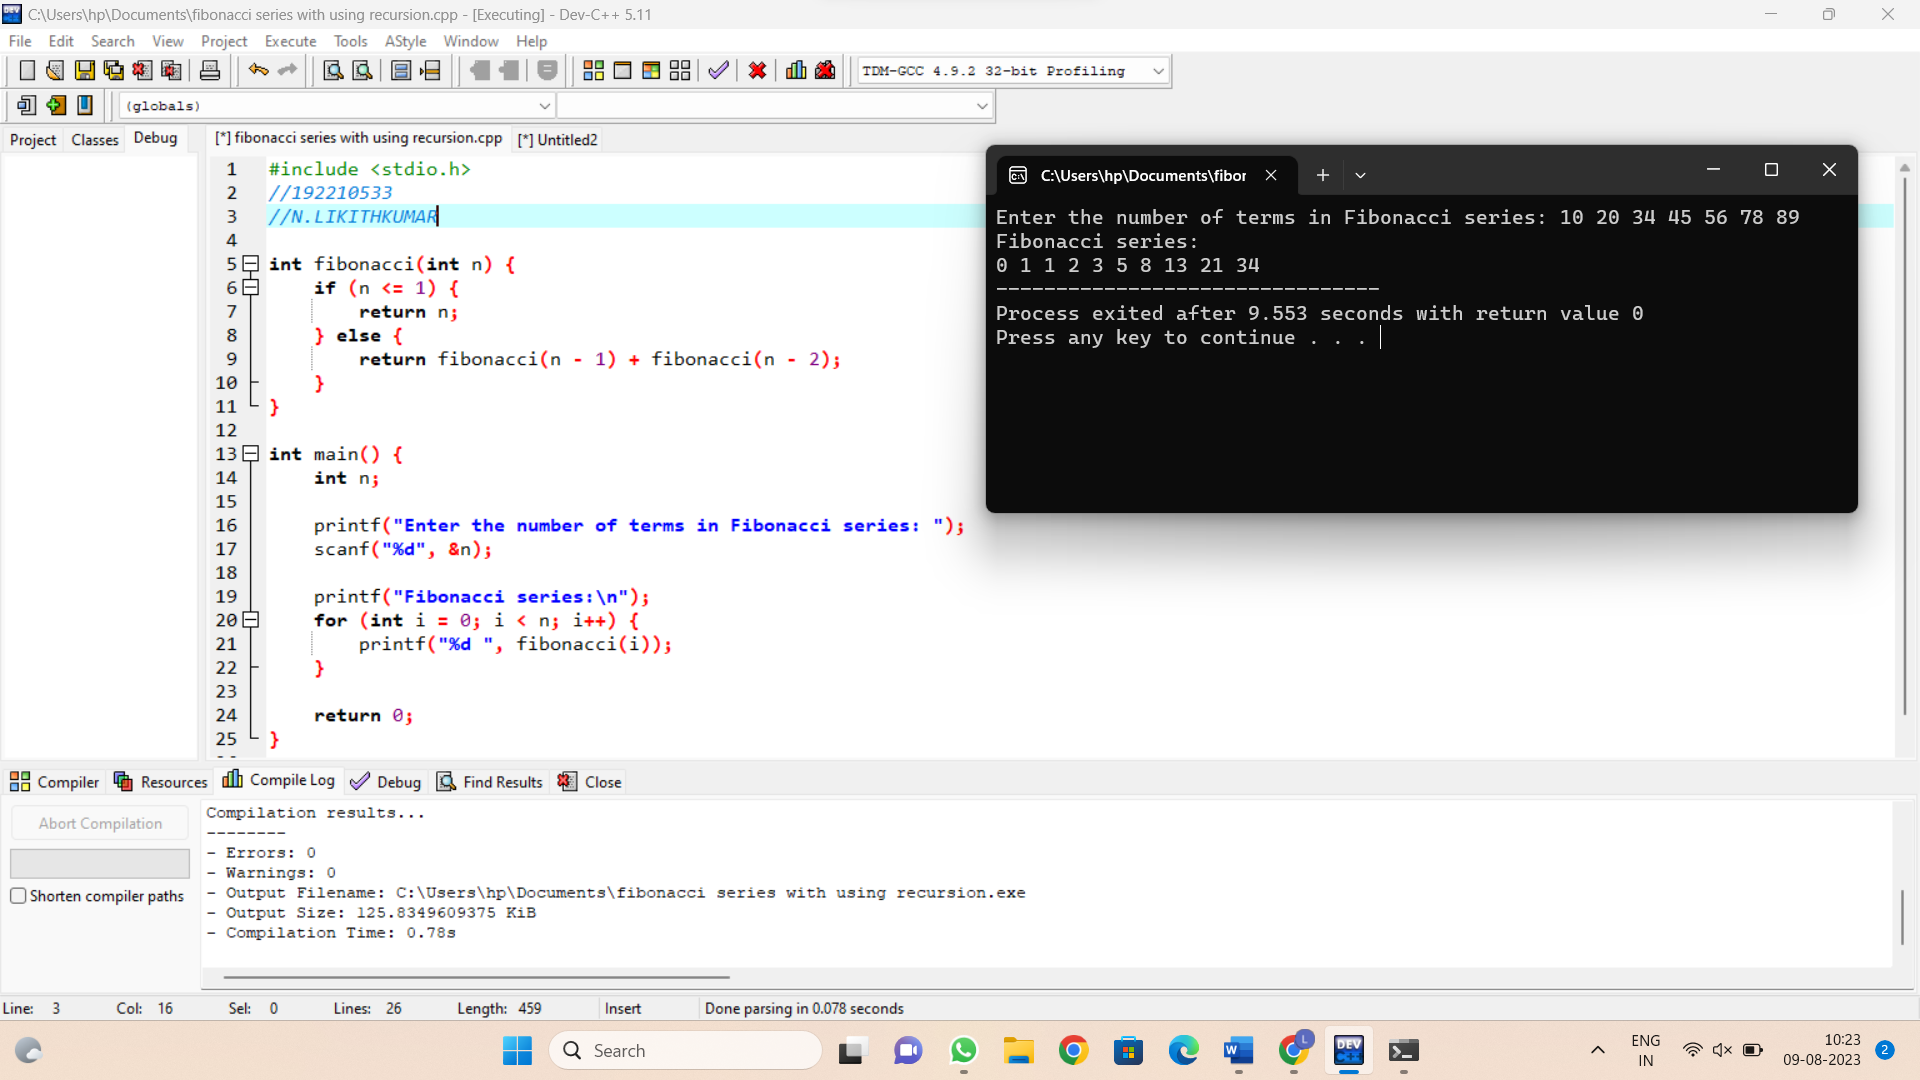 C:\Users\hp\Documents\fibonacci series with using recursion.cpp - [Executing] - Dev-C++ 5.11
File Edit Search View Project Execute Tools AStyle Window Help
TDM-GCC 4.9.2 32-bit Profiling
(globals)
Project Classes Debug
[*] fibonacci series with using recursion.cpp [*] Untitled2
1 #include <stdio.h>
2 //192210533
3 //N.LIKITHKUMAR
4
5 int fibonacci(int n) {
6 if (n <= 1) {
7 return n;
8 } else {
9 return fibonacci(n - 1) + fibonacci(n - 2);
10 }
11 }
12
13 int main() {
14 int n;
15
16 printf("Enter the number of terms in Fibonacci series: ");
17 scanf("%d", &n);
18
19 printf("Fibonacci series:\n");
20 for (int i = 0; i < n; i++) {
21 printf("%d ", fibonacci(i));
22 }
23
24 return 0;
25 }
C:\Users\hp\Documents\fibor
Enter the number of terms in Fibonacci series: 10 20 34 45 56 78 89
Fibonacci series:
0 1 1 2 3 5 8 13 21 34
--------------------------------
Process exited after 9.553 seconds with return value 0
Press any key to continue . . .
Compiler Resources Compile Log Debug Find Results Close
Abort Compilation
Shorten compiler paths
Compilation results...
--------
- Errors: 0
- Warnings: 0
- Output Filename: C:\Users\hp\Documents\fibonacci series with using recursion.exe
- Output Size: 125.8349609375 KiB
- Compilation Time: 0.78s
Line: 3 Col: 16 Sel: 0 Lines: 26 Length: 459 Insert Done parsing in 0.078 seconds
Search
L
W
DEV
C++
ENG
IN
10:23
09-08-2023
2